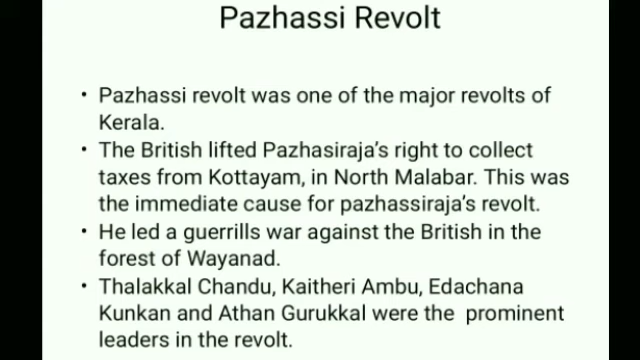 Pazhassi Revolt
• Pazhassi revolt was one of the major revolts of
Kerala.
• The British lifted Pazhasiraja's right to collect
taxes from Kottayam, in North Malabar. This was
the immediate cause for pazhassiraja's revolt.
• He led a guerrills war against the British in the
forest of Wayanad.
• Thalakkal Chandu, Kaitheri Ambu, Edachana
Kunkan and Athan Gurukkal were the prominent
leaders in the revolt.